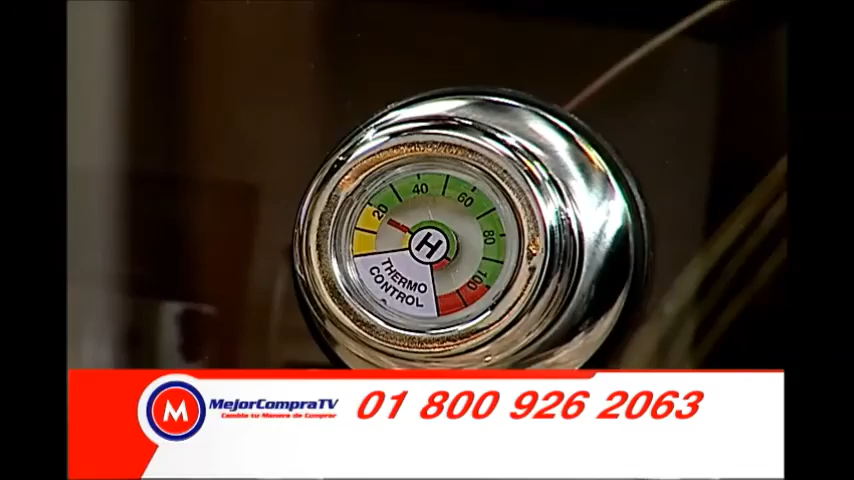 20
40
60
80
100
H
THERMO
CONTROL
M
MejorCompraTV
Cambia tu Manera de Comprar
01 800 926 2063